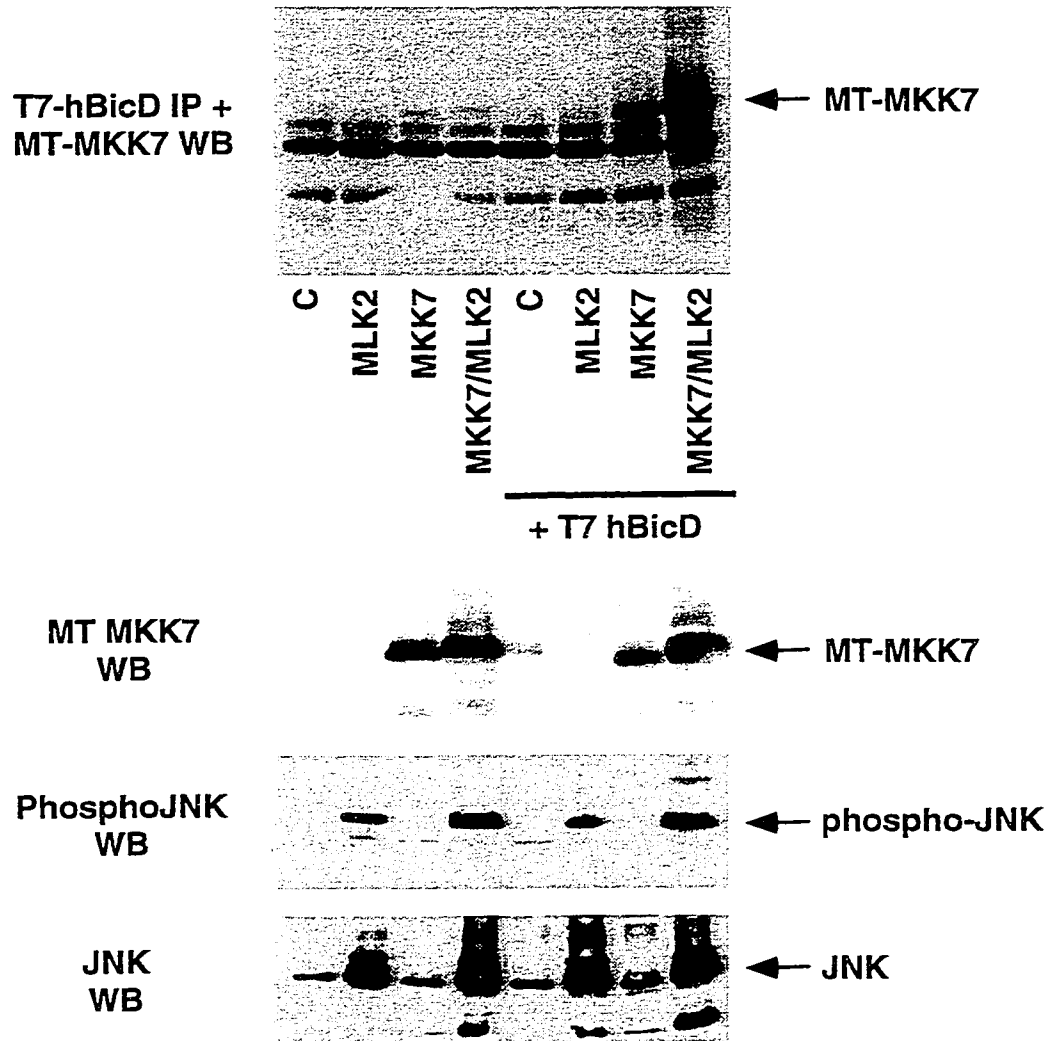 T7-hBicD IP +
MT-MKK7 WB
MT-MKK7
C
MLK2
MKK7
MKK7/MLK2
C
MLK2
MKK7
MKK7/MLK2
+ T7 hBicD
MT MKK7
WB
MT-MKK7
PhosphoJNK
WB
phospho-JNK
JNK
WB
JNK